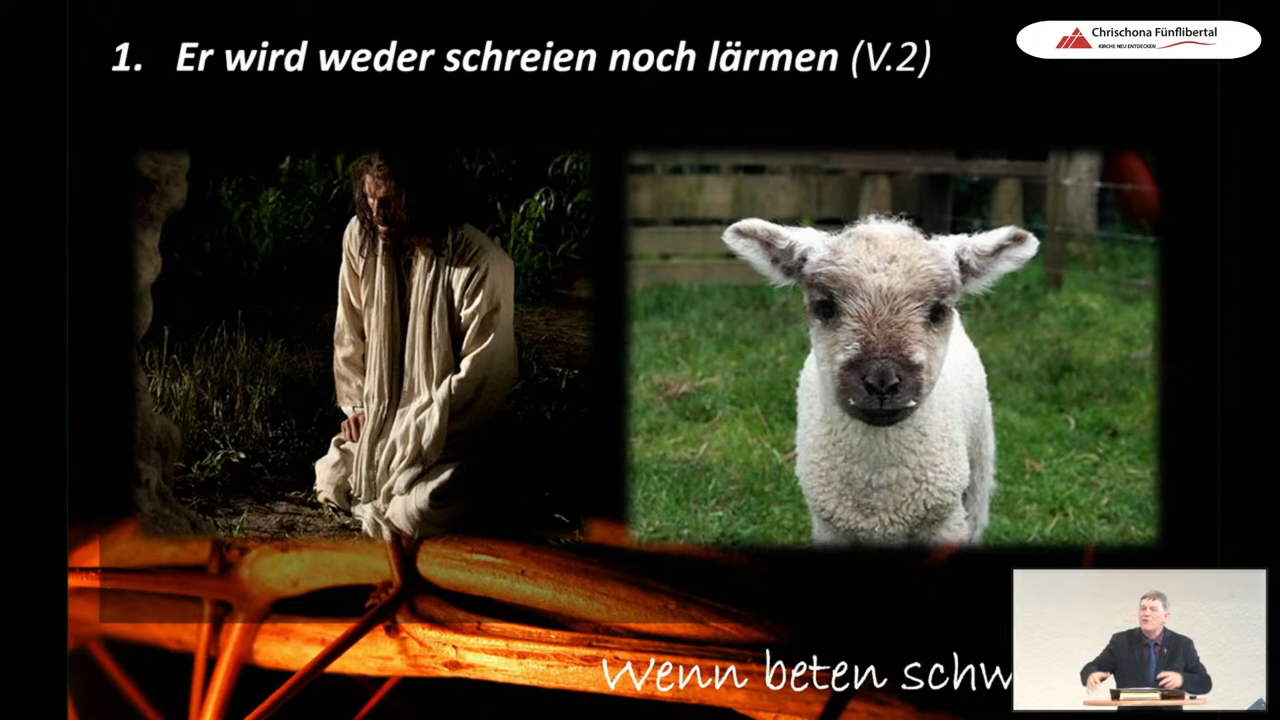 1. Er wird weder schreien noch lärmen (V.2)
Chrischona Fünflibertal
KIRCHE NEU ENTDECKEN
Wenn beten schw